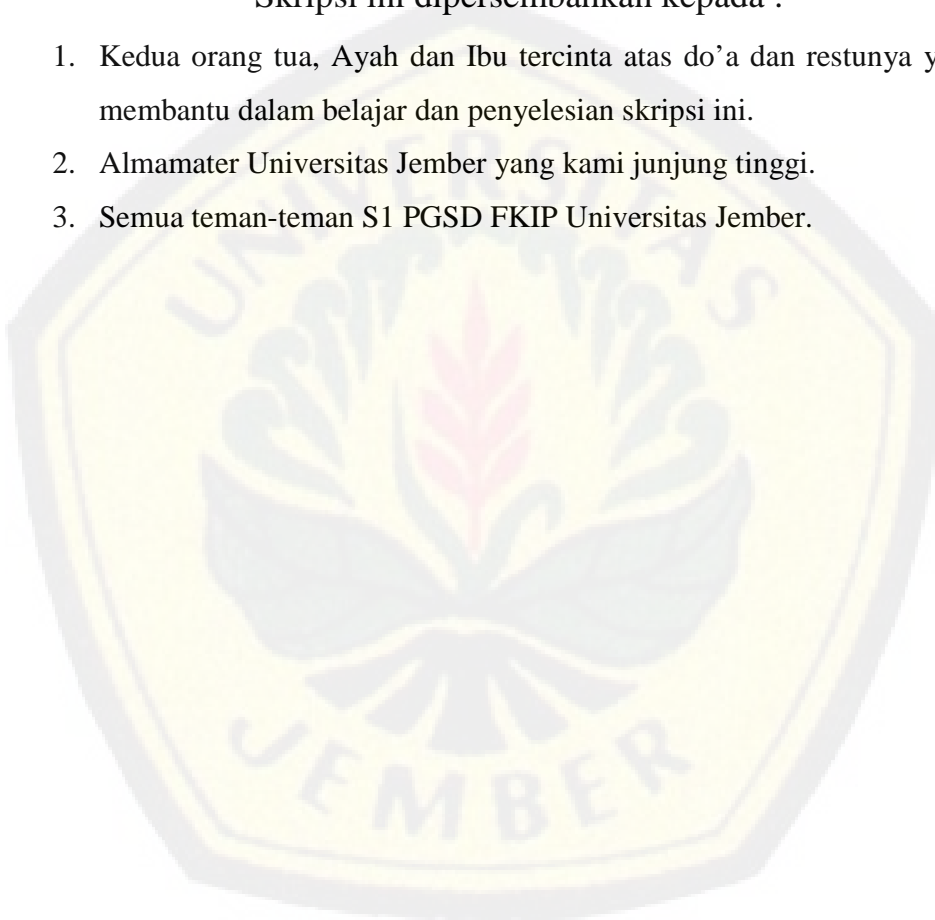 Skripsi ini dipersembahkan kepada :
1. Kedua orang tua, Ayah dan Ibu tercinta atas do’a dan restunya y
membantu dalam belajar dan penyelesian skripsi ini.
2. Almamater Universitas Jember yang kami junjung tinggi.
3. Semua teman-teman S1 PGSD FKIP Universitas Jember.
UNIVERSITAS
JEMBER